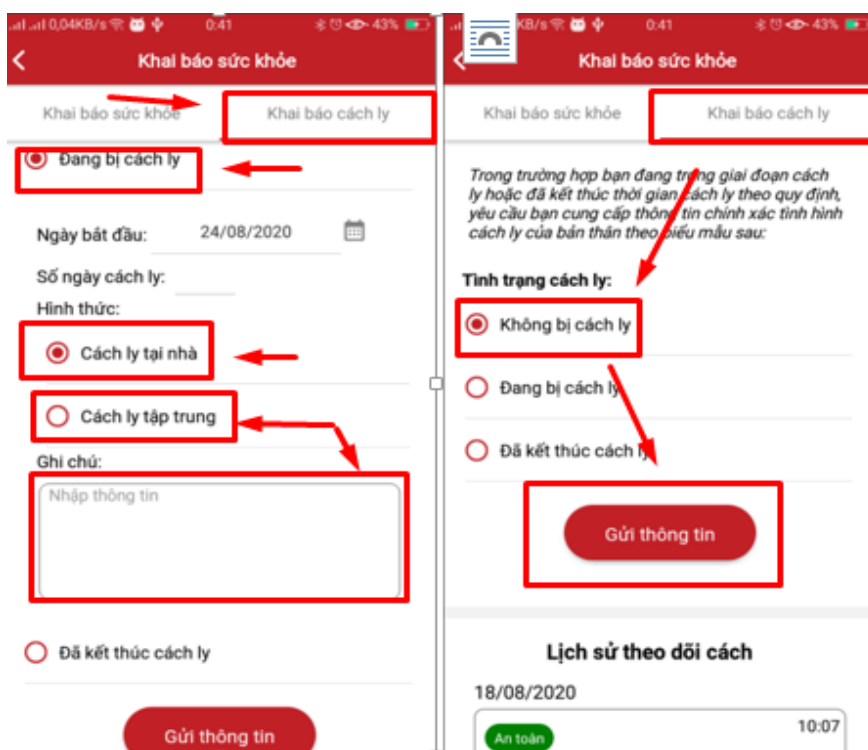 0,04KB/s 0:41 43%
Khai báo sức khỏe
Khai báo sức khỏe Khai báo cách ly
Đang bị cách ly
Ngày bắt đầu: 24/08/2020
Số ngày cách ly:
Hình thức:
Cách ly tại nhà
Cách ly tập trung
Ghi chú:
Nhập thông tin
Đã kết thúc cách ly
Gửi thông tin
KB/s 0:41 43%
Khai báo sức khỏe
Khai báo sức khỏe Khai báo cách ly
Trong trường hợp bạn đang trong giai đoạn cách
ly hoặc đã kết thúc thời gian cách ly theo quy định,
yêu cầu bạn cung cấp thông tin chính xác tình hình
cách ly của bản thân theo biểu mẫu sau:
Tình trạng cách ly:
Không bị cách ly
Đang bị cách ly
Đã kết thúc cách ly
Gửi thông tin
Lịch sử theo dõi cách
18/08/2020
10:07
An toàn